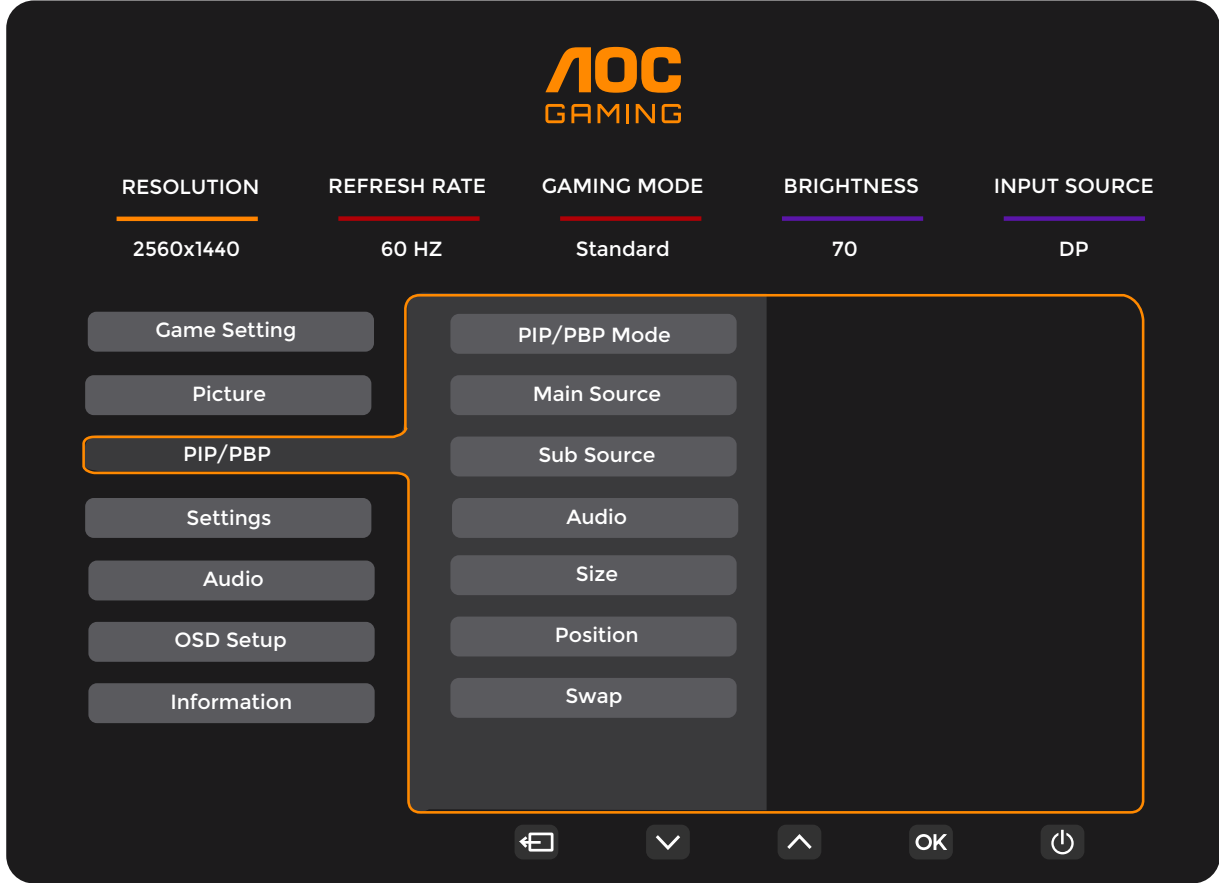 AOC
GAMING
RESOLUTION REFRESH RATE GAMING MODE BRIGHTNESS INPUT SOURCE
2560x1440 60 HZ Standard 70 DP
Game Setting
Picture
PIP/PBP
Settings
Audio
OSD Setup
Information
PIP/PBP Mode
Main Source
Sub Source
Audio
Size
Position
Swap
OK